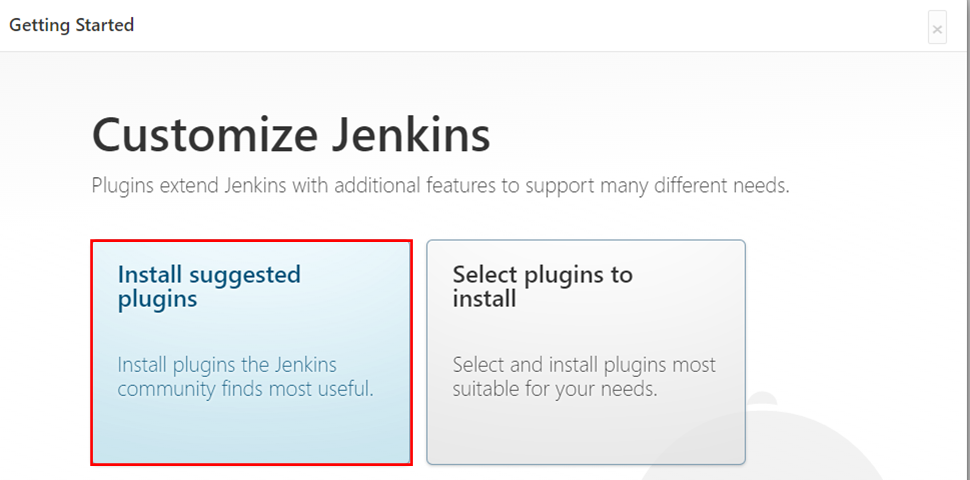 Getting Started
Customize Jenkins
Plugins extend Jenkins with additional features to support many different needs.
Install suggested
plugins
Install plugins the Jenkins
community finds most useful.
Select plugins to
install
Select and install plugins most
suitable for your needs.